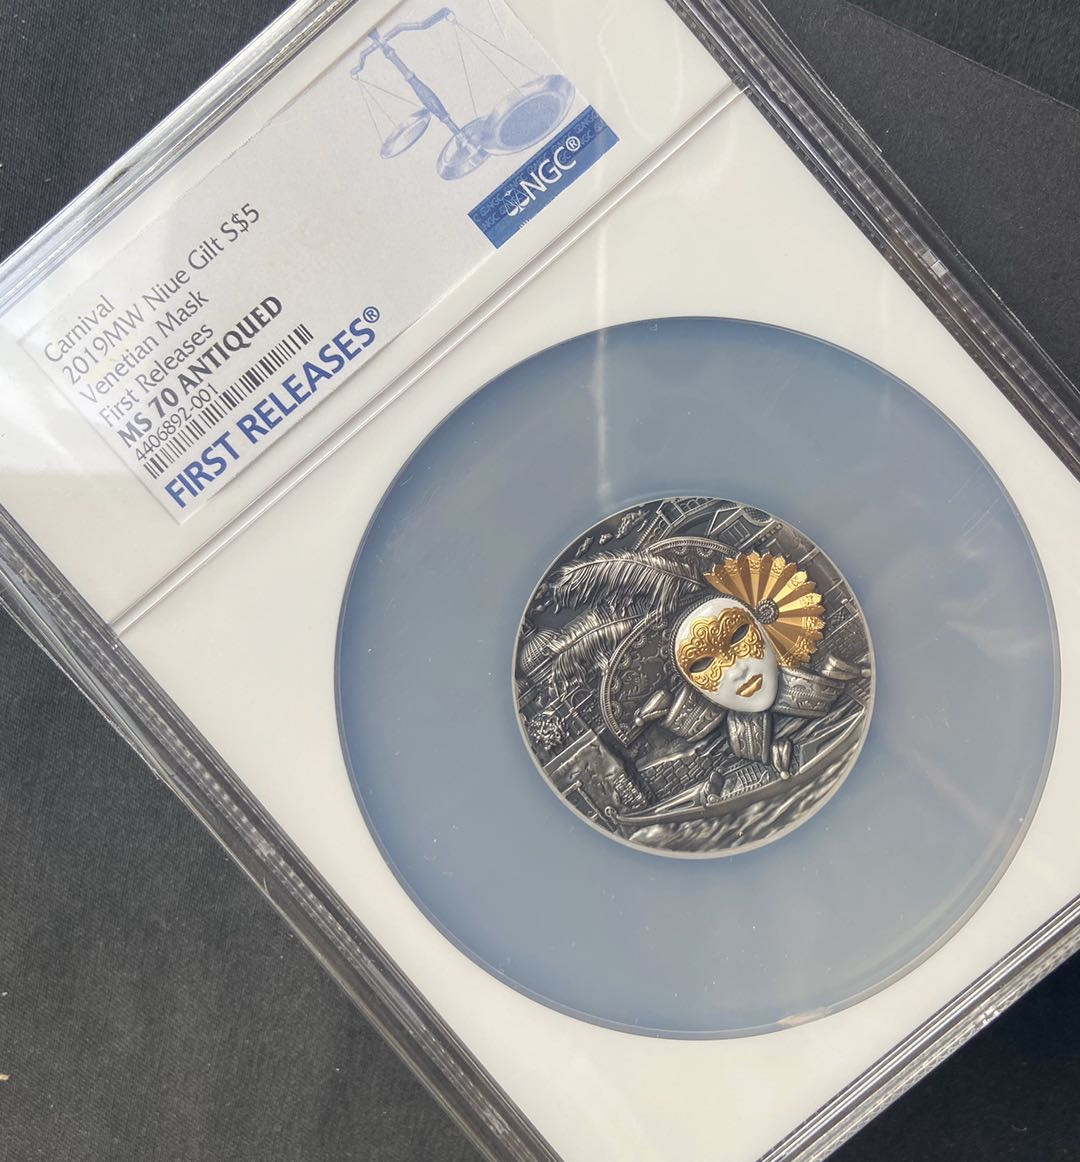 Carnival
2019MW Niue Gilt S$5
Venetian Mask
First Releases
MS 70 ANTIQUED
4406892-001
FIRST RELEASES®
NGC®